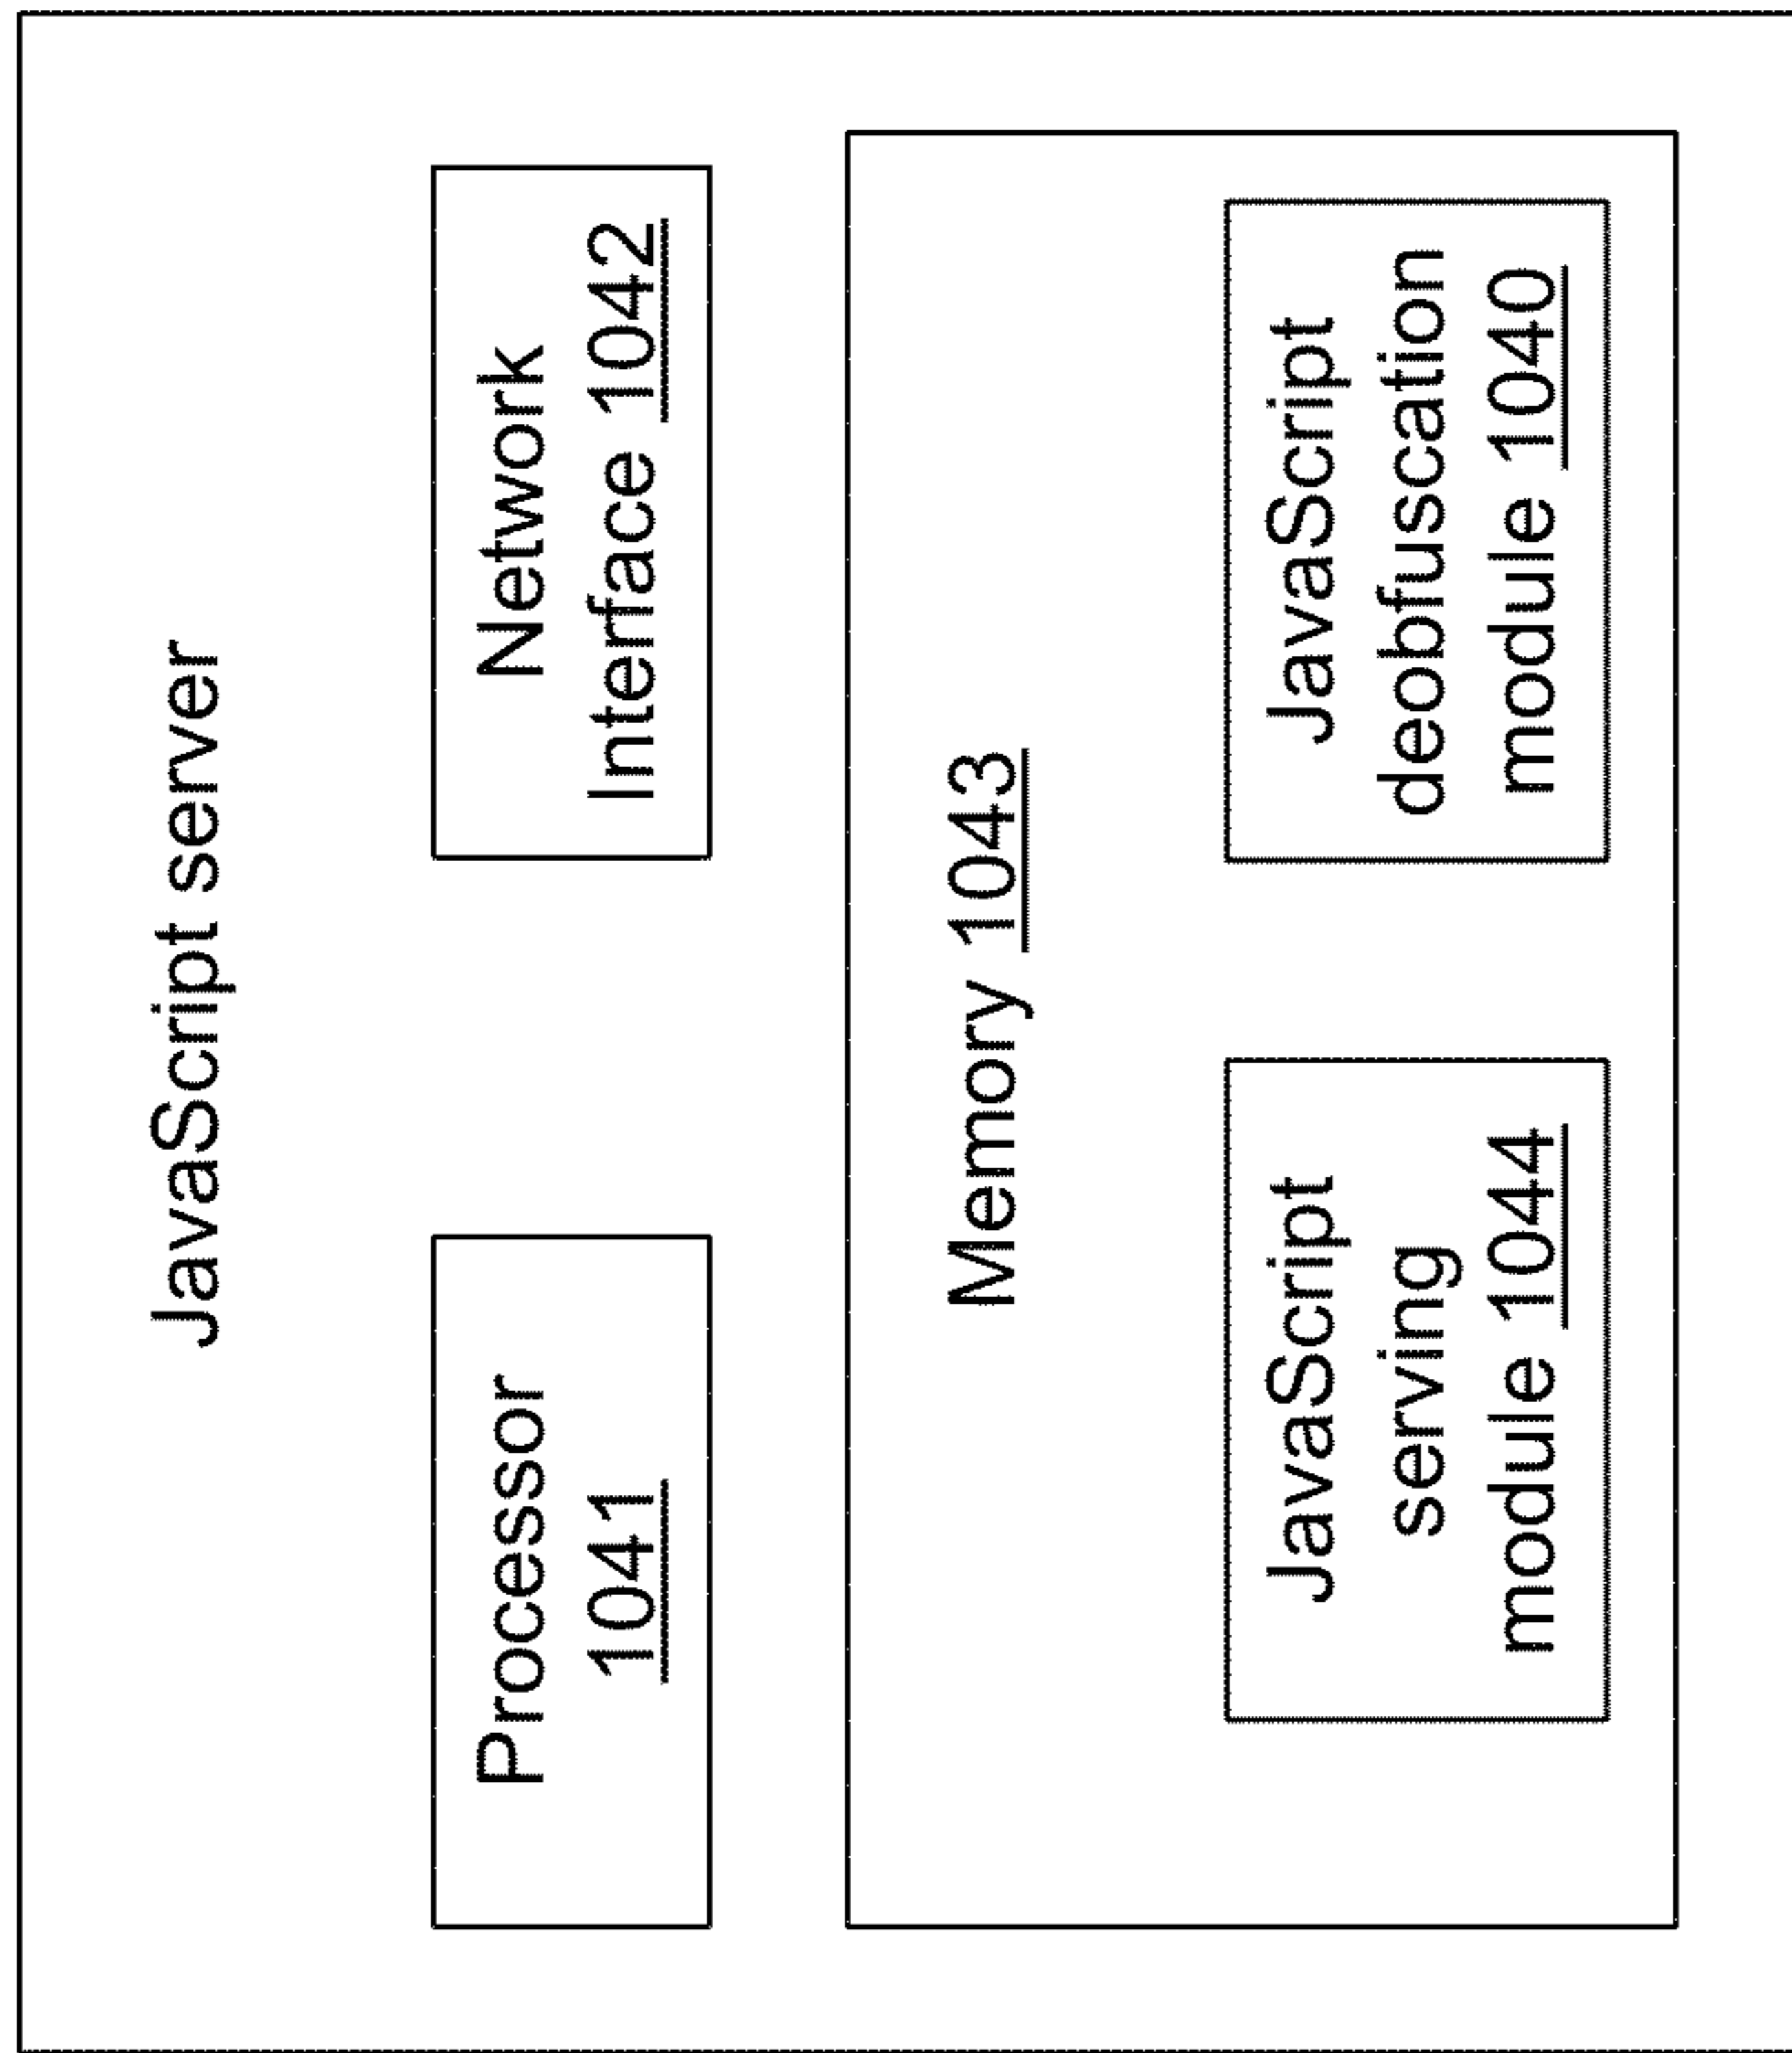 JavaScript server
Processor
1041
Network
Interface 1042
Memory 1043
JavaScript
serving
module 1044
JavaScript
deobfuscation
module 1040